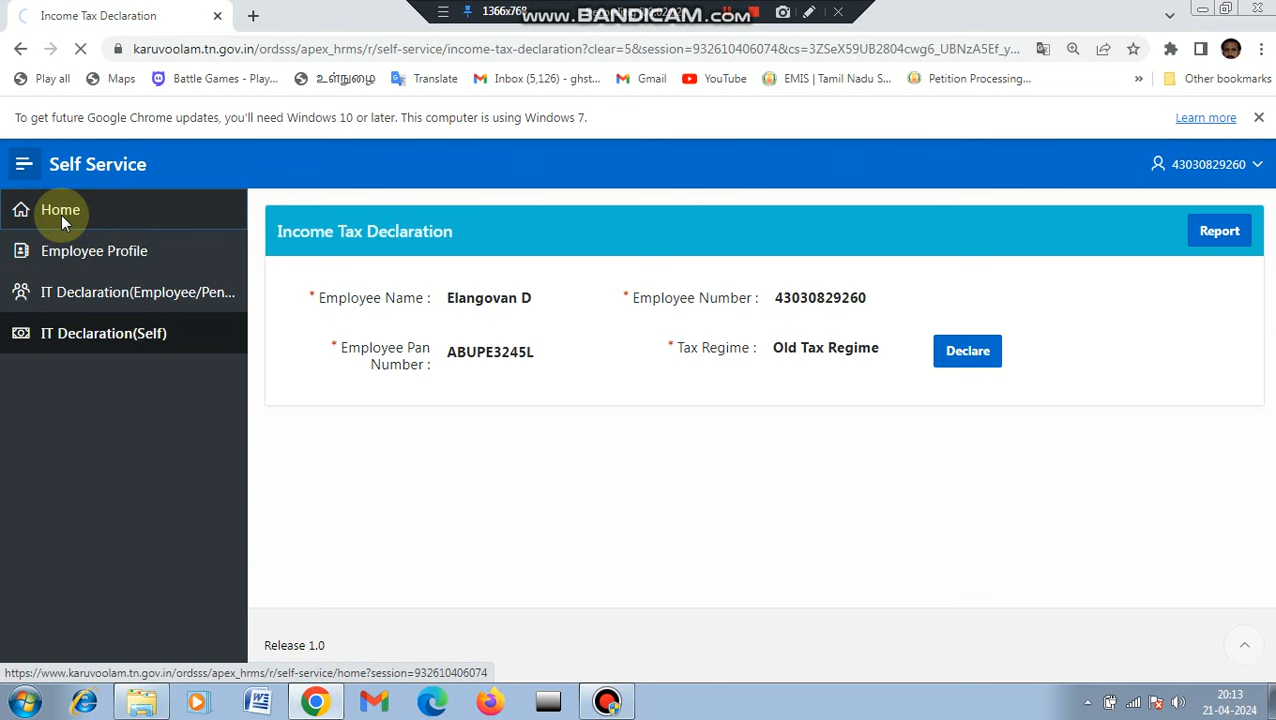 Income Tax Declaration
1366x768
www.BANDICAM.com
karuvoolam.tn.gov.in/ordsss/apex_hrms/r/self-service/income-tax-declaration?clear=5&session=932610406074&cs=3ZSeX59UB2804cwg6_UBNzA5Ef_y...
Play all
Maps
Battle Games - Play...
உள்நுழை
Translate
Inbox (5,126) - ghst...
Gmail
YouTube
EMIS | Tamil Nadu S...
Petition Processing...
»
Other bookmarks
To get future Google Chrome updates, you'll need Windows 10 or later. This computer is using Windows 7.
Learn more
Self Service
43030829260
Home
Employee Profile
IT Declaration(Employee/Pen...
IT Declaration(Self)
Income Tax Declaration
Report
* Employee Name : Elangovan D
* Employee Number : 43030829260
* Employee Pan
Number : ABUPE3245L
* Tax Regime : Old Tax Regime
Declare
Release 1.0
https://www.karuvoolam.tn.gov.in/ordsss/apex_hrms/r/self-service/home?session=932610406074
20:13
21-04-2024